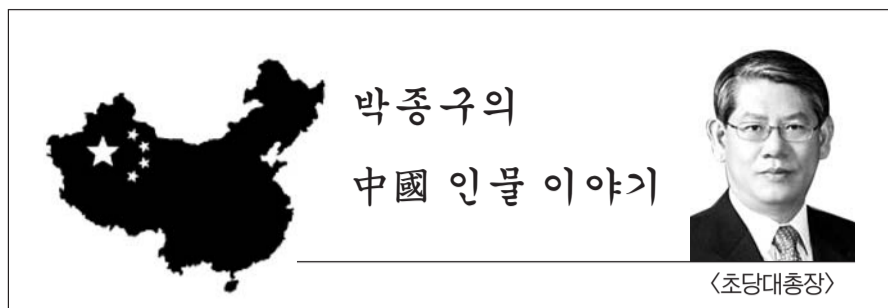 박종구의
中國 인물 이야기
〈초당대총장〉